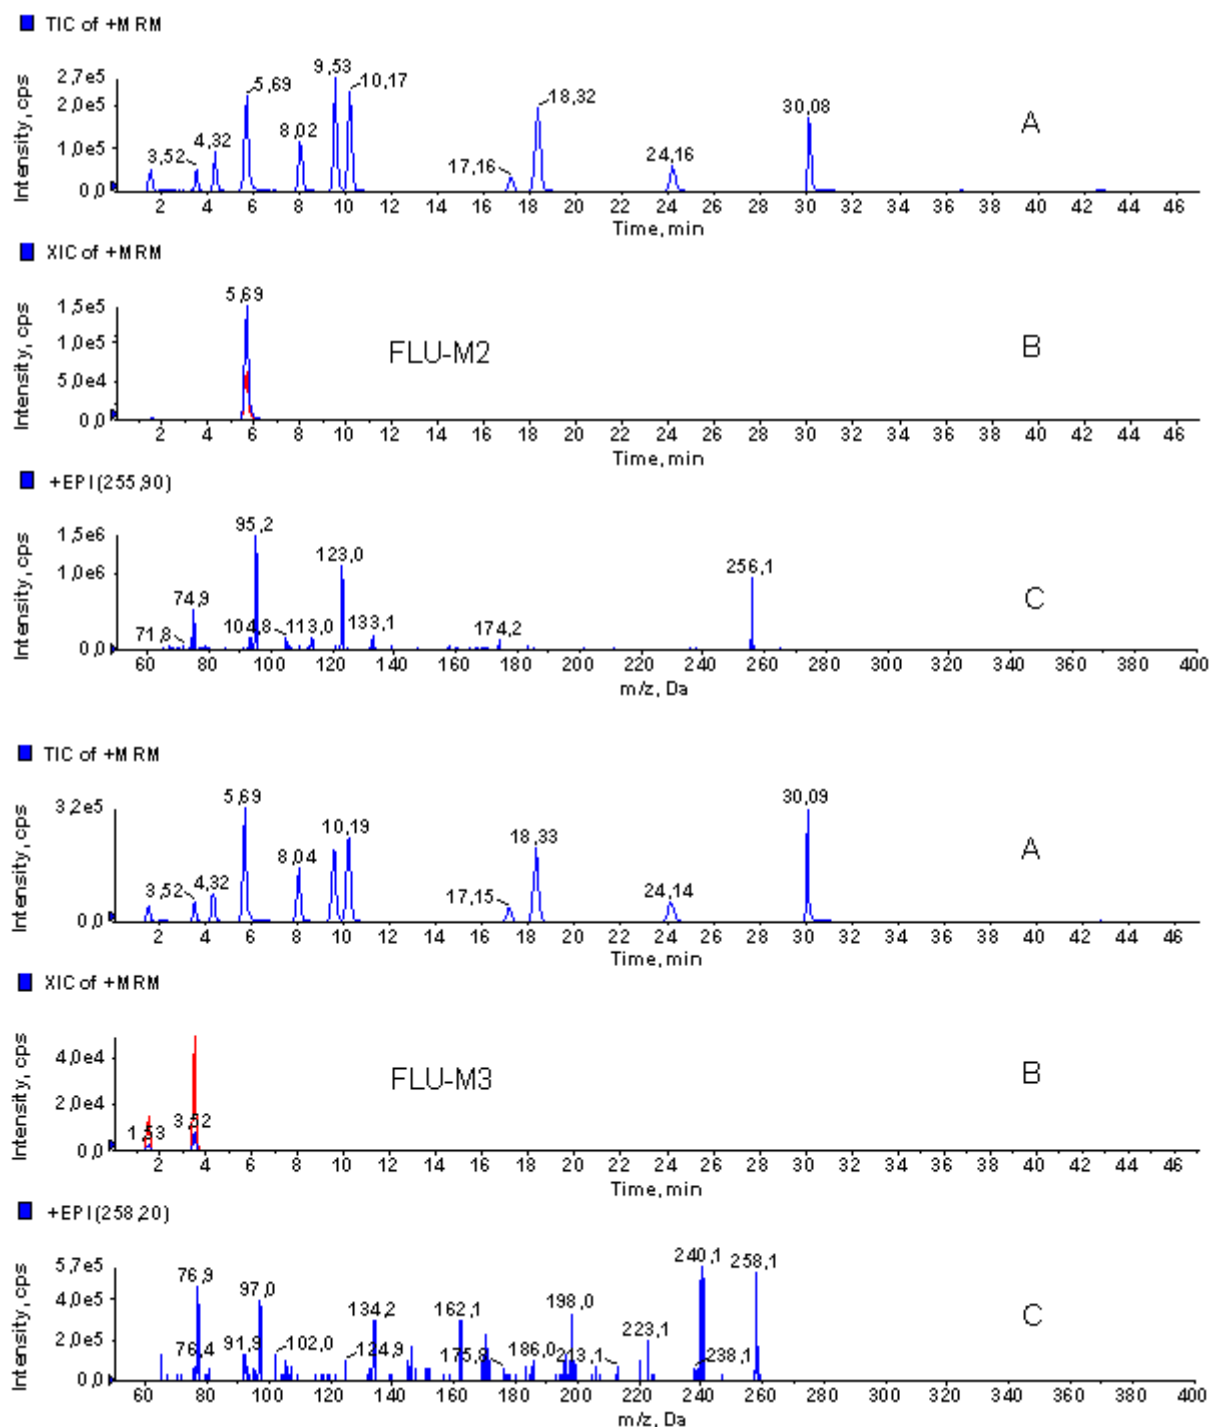 TIC of +MRM
Intensity, cps
2,7e5
2,0e5
1,0e5
0,0
3,52
4,32
5,69
8,02
9,53
10,17
17,16
18,32
24,16
30,08
A
2 4 6 8 10 12 14 16 18 20 22 24 26 28 30 32 34 36 38 40 42 44 46
Time, min
XIC of +MRM
Intensity, cps
1,5e5
1,0e5
5,0e4
0,0
5,69
FLU-M2
B
2 4 6 8 10 12 14 16 18 20 22 24 26 28 30 32 34 36 38 40 42 44 46
Time, min
+EPI(255,90)
Intensity, cps
1,5e6
1,0e6
0,0
71,8
74,9
95,2
104,8
113,0
123,0
133,1
174,2
256,1
C
60 80 100 120 140 160 180 200 220 240 260 280 300 320 340 360 380 400
m/z, Da
TIC of +MRM
Intensity, cps
3,2e5
0,0
3,52
4,32
5,69
8,04
10,19
17,15
18,33
24,14
30,09
A
2 4 6 8 10 12 14 16 18 20 22 24 26 28 30 32 34 36 38 40 42 44 46
Time, min
XIC of +MRM
Intensity, cps
4,0e4
2,0e4
0,0
1,53
3,52
FLU-M3
B
2 4 6 8 10 12 14 16 18 20 22 24 26 28 30 32 34 36 38 40 42 44 46
Time, min
+EPI(258,20)
Intensity, cps
5,7e5
4,0e5
2,0e5
0,0
76,4
76,9
91,9
97,0
102,0
124,9
134,2
162,1
175,8
186,0
198,0
213,1
223,1
238,1
240,1
258,1
C
60 80 100 120 140 160 180 200 220 240 260 280 300 320 340 360 380 400
m/z, Da